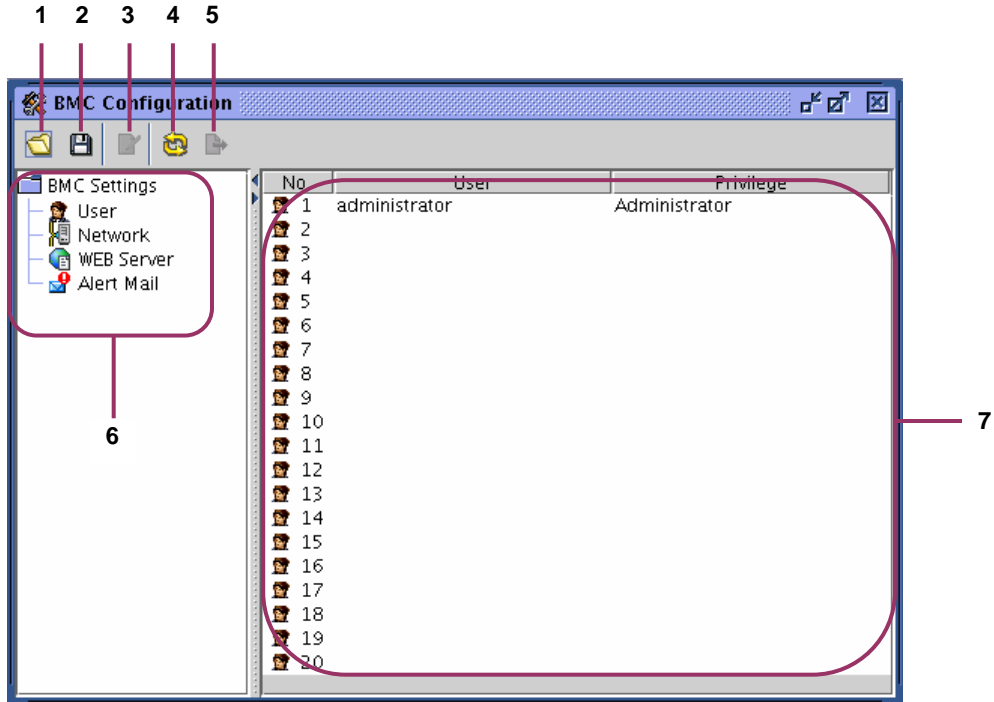 1 2 3 4 5
BMC Configuration
BMC Settings
User
Network
WEB Server
Alert Mail
6
No User Privilege
1 administrator Administrator
2
3
4
5
6
7
8
9
10
11
12
13
14
15
16
17
18
19
20
7